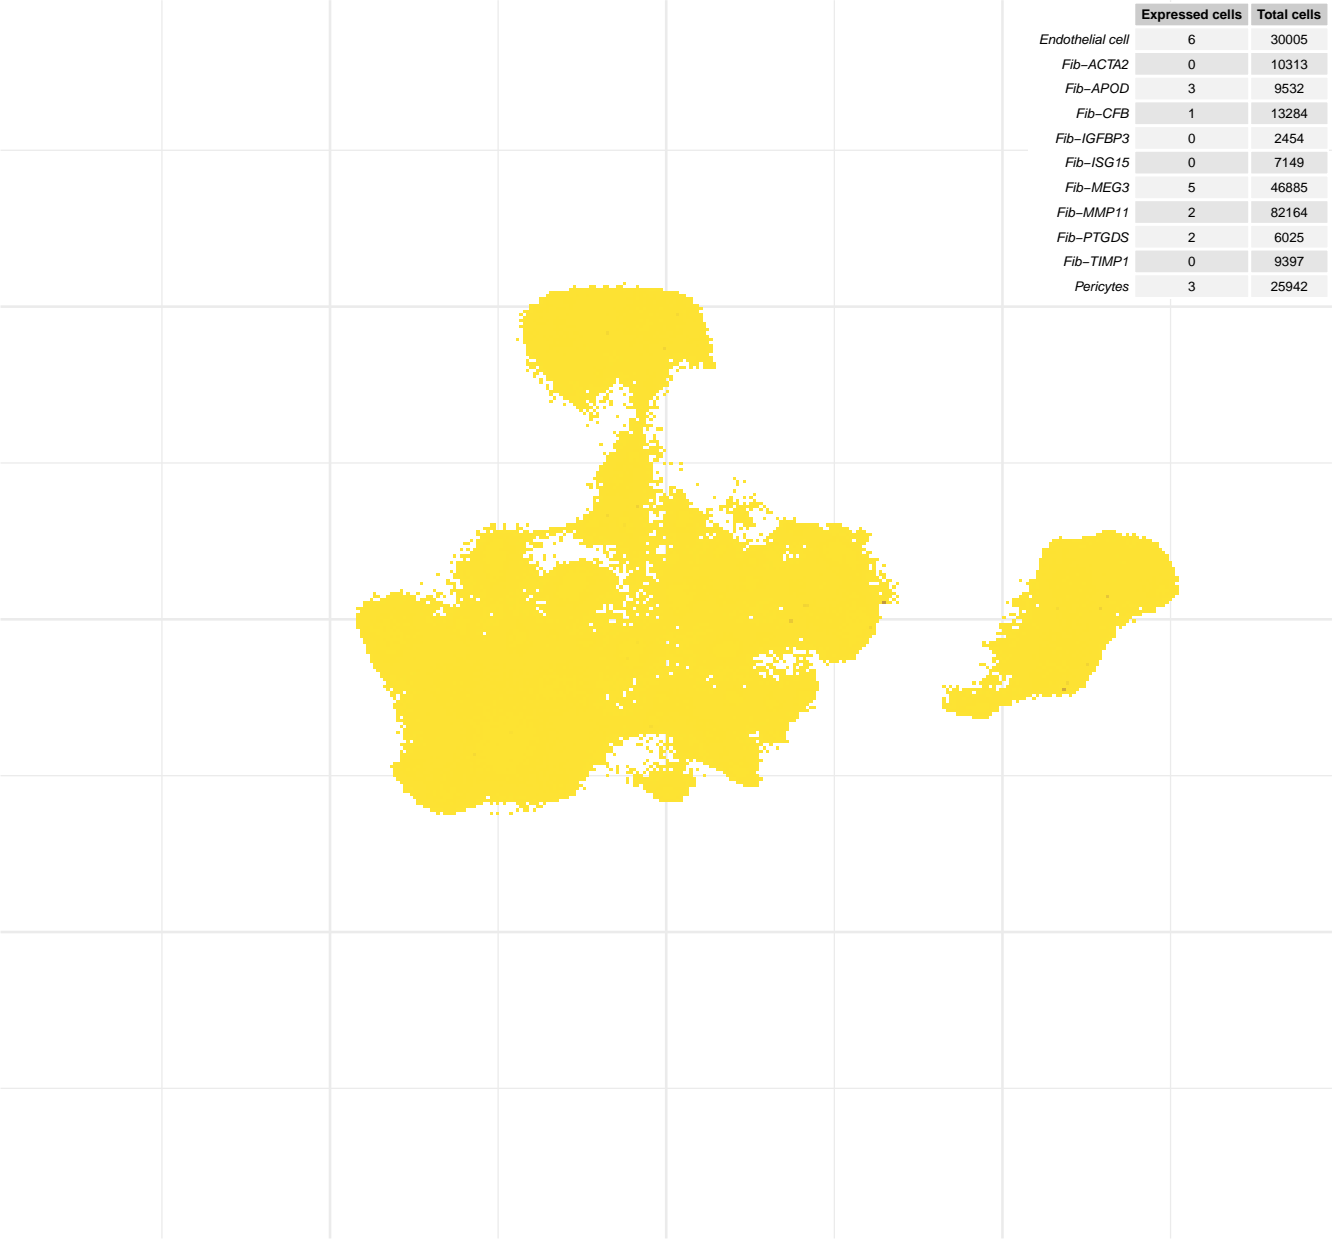 Expressed cells Total cells
Endothelial cell 6 30005
Fib−ACTA2 0 10313
Fib−APOD 3 9532
Fib−CFB 1 13284
Fib−IGFBP3 0 2454
Fib−ISG15 0 7149
Fib−MEG3 5 46885
Fib−MMP11 2 82164
Fib−PTGDS 2 6025
Fib−TIMP1 0 9397
Pericytes 3 25942